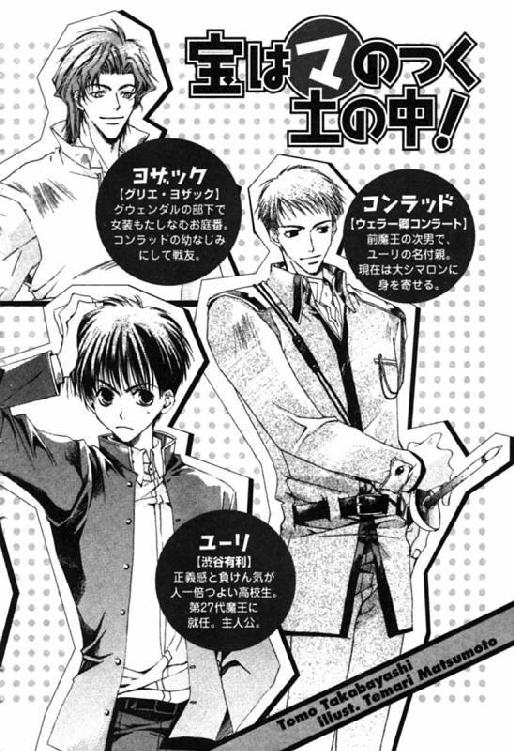 宝はマのつく
土の中!
ヨザック
【グリエ・ヨザック】
グウェンダルの部下で
女装もたしなむお庭番。
コンラッドの幼なじみ
にして戦友。
コンラッド
【ウェラー卿コンラート】
前魔王の次男で、
ユーリの名付親。
現在は大シマロンに
身を寄せる。
ユーリ
【渋谷有利】
正義感と負けん気が
人一倍つよい高校生。
第27代魔王に
就任。主人公。
Tomo Takabayashi
illust. Temari Matsumoto